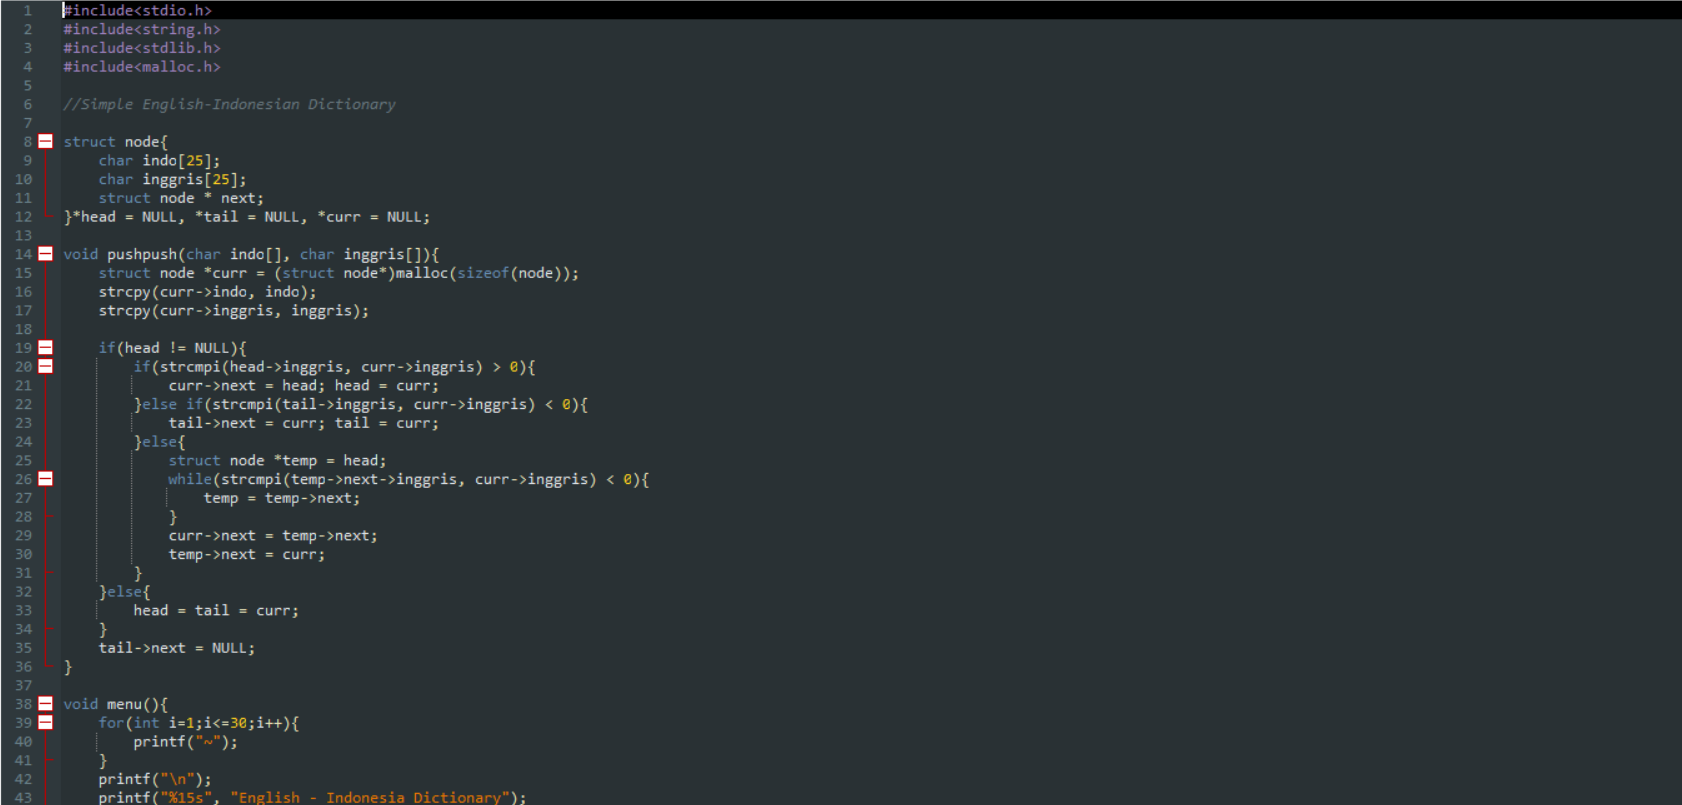 1 #include<stdio.h>
2 #include<string.h>
3 #include<stdlib.h>
4 #include<malloc.h>
5
6 //Simple English-Indonesian Dictionary
7
8 struct node{
9     char indo[25];
10     char inggris[25];
11     struct node * next;
12 }*head = NULL, *tail = NULL, *curr = NULL;
13
14 void pushpush(char indo[], char inggris[]){
15     struct node *curr = (struct node*)malloc(sizeof(node));
16     strcpy(curr->indo, indo);
17     strcpy(curr->inggris, inggris);
18
19     if(head != NULL){
20         if(strcmpi(head->inggris, curr->inggris) > 0){
21             curr->next = head; head = curr;
22         }else if(strcmpi(tail->inggris, curr->inggris) < 0){
23             tail->next = curr; tail = curr;
24         }else{
25             struct node *temp = head;
26             while(strcmpi(temp->next->inggris, curr->inggris) < 0){
27                 temp = temp->next;
28             }
29             curr->next = temp->next;
30             temp->next = curr;
31         }
32     }else{
33         head = tail = curr;
34     }
35     tail->next = NULL;
36 }
37
38 void menu(){
39     for(int i=1;i<=30;i++){
40         printf("~");
41     }
42     printf("\n");
43     printf("%15s", "English - Indonesia Dictionary");